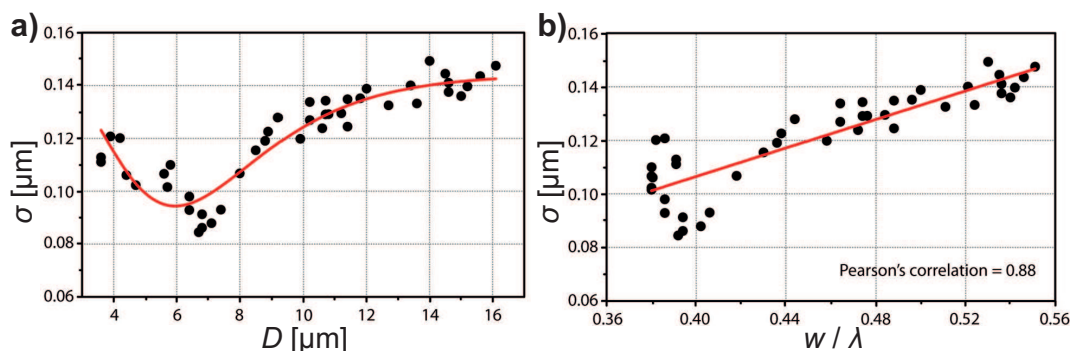 a)
0.16
0.14
0.12
0.10
0.08
0.06
σ [µm]
4 6 8 10 12 14 16
D [µm]
b)
0.16
0.14
0.12
0.10
0.08
0.06
σ [µm]
Pearson's correlation = 0.88
0.36 0.40 0.44 0.48 0.52 0.56
w / λ